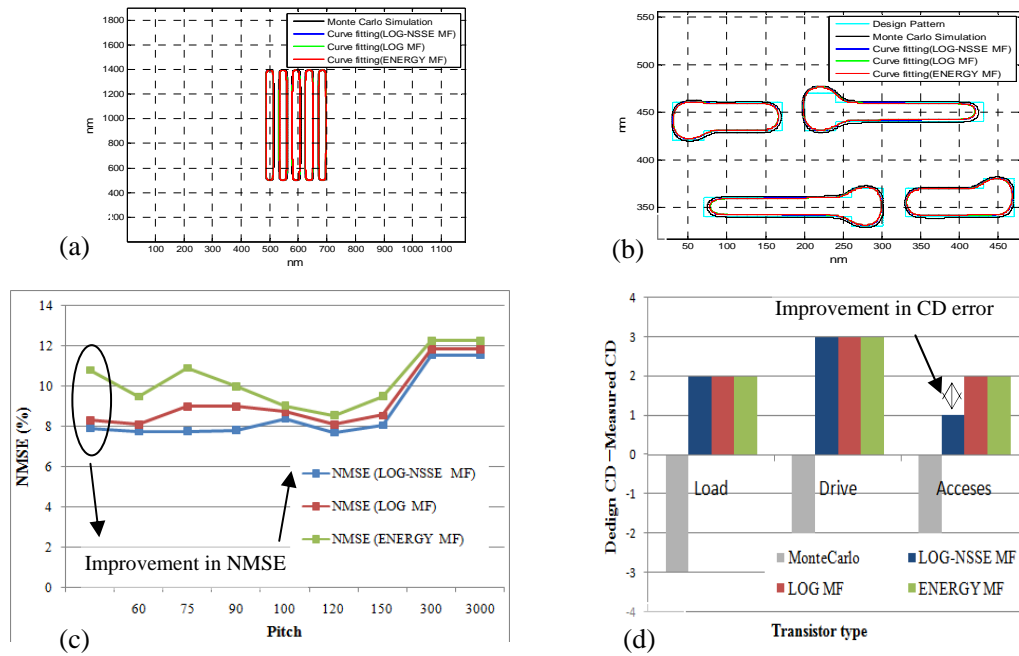 1800
1600
1400
1200
1000
800
600
400
:200
nm
Monte Carlo Simulation
Curve fitting(LOG-NSSE MF)
Curve fitting(LOG MF)
Curve fitting(ENERGY MF)
100 200 300 400 500 600 700 800 900 1000 1100
nm
(a)
550
500
450
400
350
nm
Design Pattern
Monte Carlo Simulation
Curve fitting(LOG-NSSE MF)
Curve fitting(LOG MF)
Curve fitting(ENERGY MF)
50 100 150 200 250 300 350 400 450
nm
(b)
14
12
10
8
6
4
2
0
NMSE (%)
NMSE (LOG-NSSE MF)
NMSE (LOG MF)
NMSE (ENERGY MF)
Improvement in NMSE
60 75 90 100 120 150 300 3000
Pitch
(c)
4
3
2
1
0
-1
-2
-3
-4
Dedign CD –Measured CD
Improvement in CD error
Load Drive Acceses
MonteCarlo LOG-NSSE MF
LOG MF ENERGY MF
Transistor type
(d)